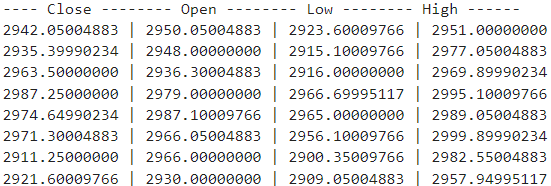 ---- Close -------- Open -------- Low -------- High ------
2942.05004883 | 2950.05004883 | 2923.60009766 | 2951.00000000
2935.39990234 | 2948.00000000 | 2915.10009766 | 2977.05004883
2963.50000000 | 2936.30004883 | 2916.00000000 | 2969.89990234
2987.25000000 | 2979.00000000 | 2966.69995117 | 2995.10009766
2974.64990234 | 2987.10009766 | 2965.00000000 | 2989.05004883
2971.30004883 | 2966.05004883 | 2956.10009766 | 2999.89990234
2911.25000000 | 2966.00000000 | 2900.35009766 | 2982.55004883
2921.60009766 | 2930.00000000 | 2909.05004883 | 2957.94995117